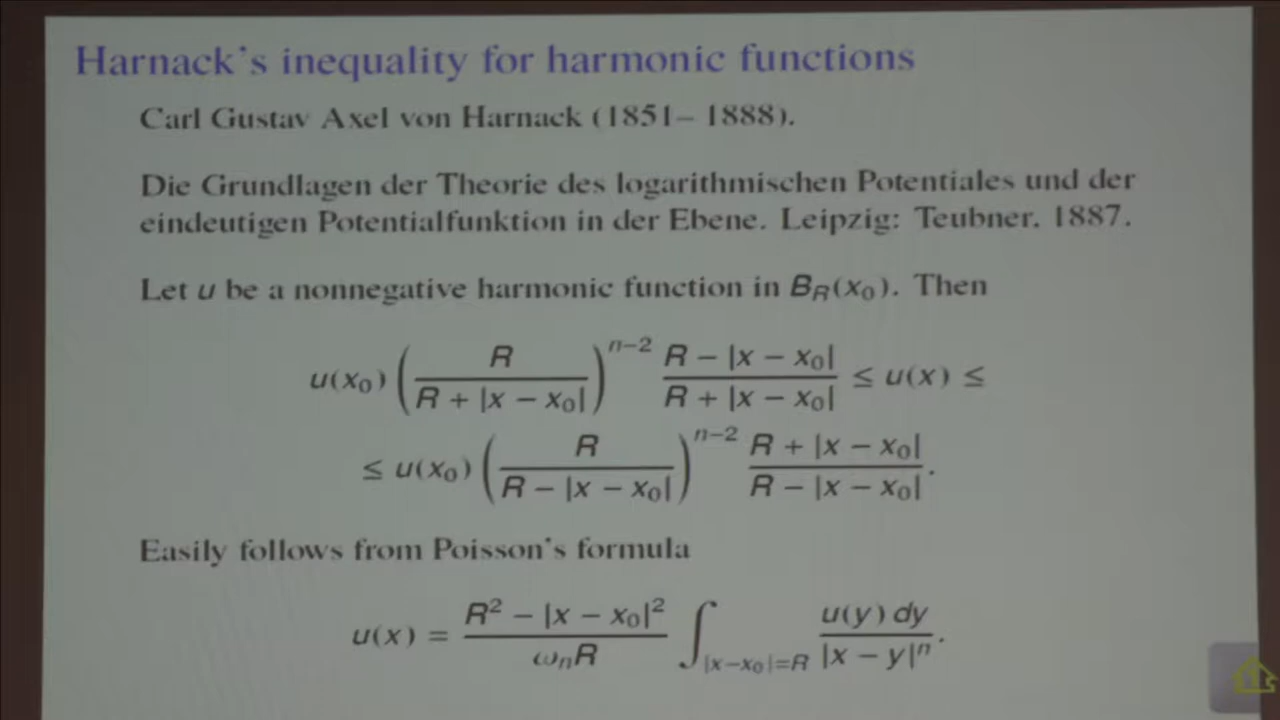 Harnack's inequality for harmonic functions
Carl Gustav Axel von Harnack (1851– 1888).
Die Grundlagen der Theorie des logarithmischen Potentiales und der
eindeutigen Potentialfunktion in der Ebene. Leipzig: Teubner. 1887.
Let u be a nonnegative harmonic function in B_R(x_0). Then
u(x_0) (R / (R + |x − x_0|))^{n−2} (R − |x − x_0|) / (R + |x − x_0|) ≤ u(x) ≤
≤ u(x_0) (R / (R − |x − x_0|))^{n−2} (R + |x − x_0|) / (R − |x − x_0|).
Easily follows from Poisson's formula
u(x) = (R^2 − |x − x_0|^2) / (ω_n R) ∫_{|x−x_0|=R} u(y) dy / |x − y|^n.